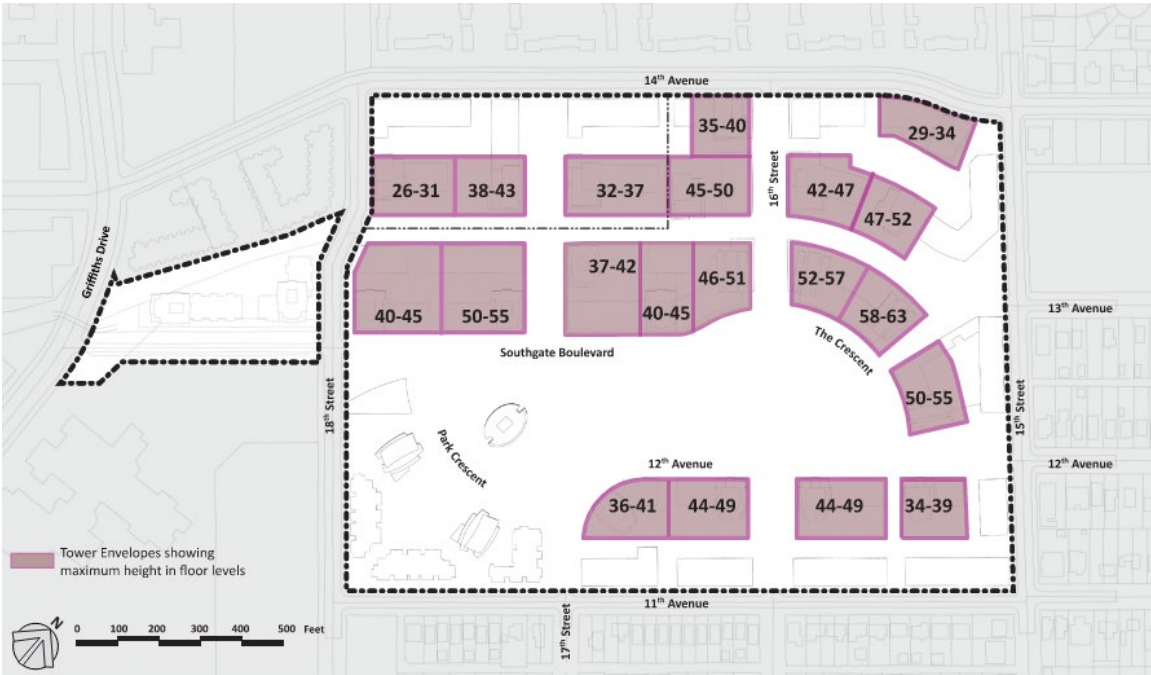 14th Avenue
35-40
29-34
26-31
38-43
32-37
45-50
16th Street
42-47
47-52
Griffiths Drive
37-42
46-51
52-57
40-45
50-55
40-45
58-63
13th Avenue
The Crescent
Southgate Boulevard
18th Street
50-55
15th Street
Park Crescent
12th Avenue
12th Avenue
36-41
44-49
44-49
34-39
Tower Envelopes showing
maximum height in floor levels
11th Avenue
17th Street
N
0 100 200 300 400 500 Feet